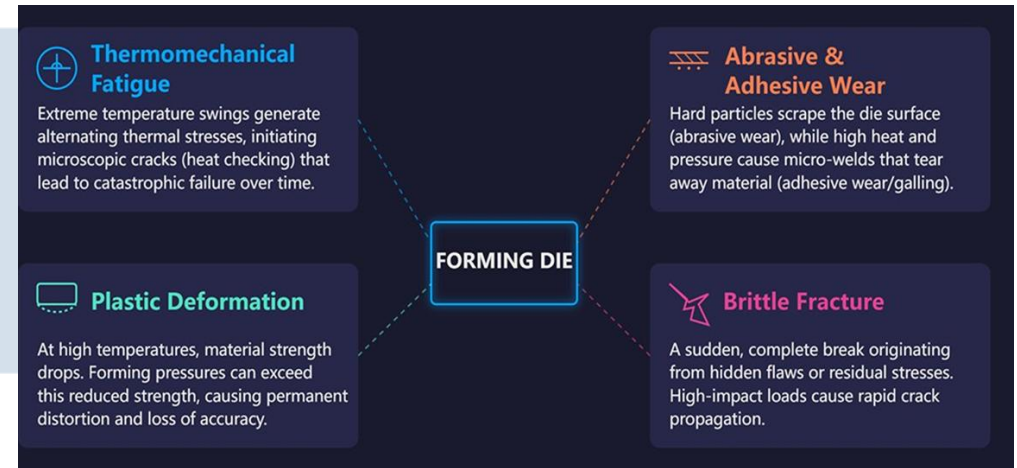 Thermomechanical
Fatigue
Extreme temperature swings generate
alternating thermal stresses, initiating
microscopic cracks (heat checking) that
lead to catastrophic failure over time.
Abrasive &
Adhesive Wear
Hard particles scrape the die surface
(abrasive wear), while high heat and
pressure cause micro-welds that tear
away material (adhesive wear/galling).
FORMING DIE
Plastic Deformation
At high temperatures, material strength
drops. Forming pressures can exceed
this reduced strength, causing permanent
distortion and loss of accuracy.
Brittle Fracture
A sudden, complete break originating
from hidden flaws or residual stresses.
High-impact loads cause rapid crack
propagation.